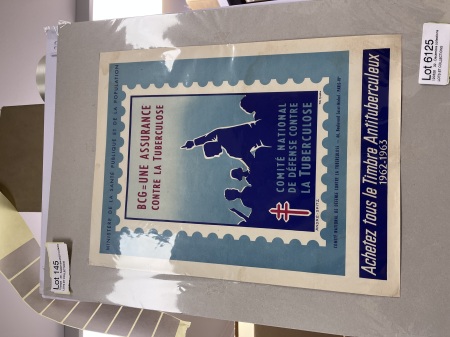 MINISTÈRE DE LA SANTÉ PUBLIQUE ET DE LA POPULATION
BCG=UNE ASSURANCE
CONTRE LA TUBERCULOSE
COMITÉ NATIONAL
DE DÉFENSE CONTRE
LA TUBERCULOSE
Achetez tous le Timbre Antituberculeux
1962-1963
Lot 6125
Lot 145